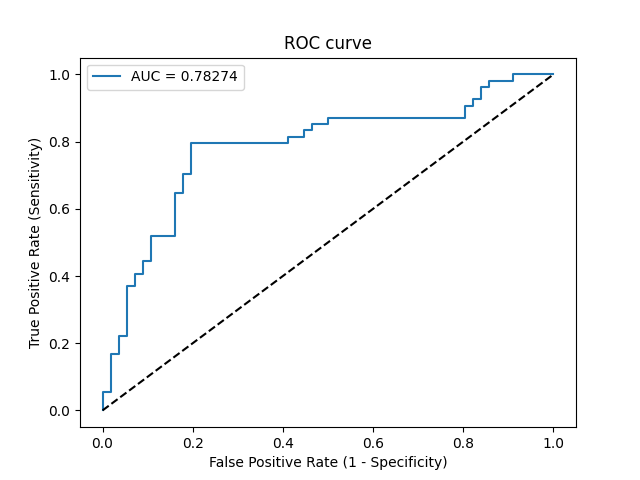 ROC curve
AUC = 0.78274
1.0
0.8
0.6
0.4
0.2
0.0
True Positive Rate (Sensitivity)
0.0 0.2 0.4 0.6 0.8 1.0
False Positive Rate (1 - Specificity)